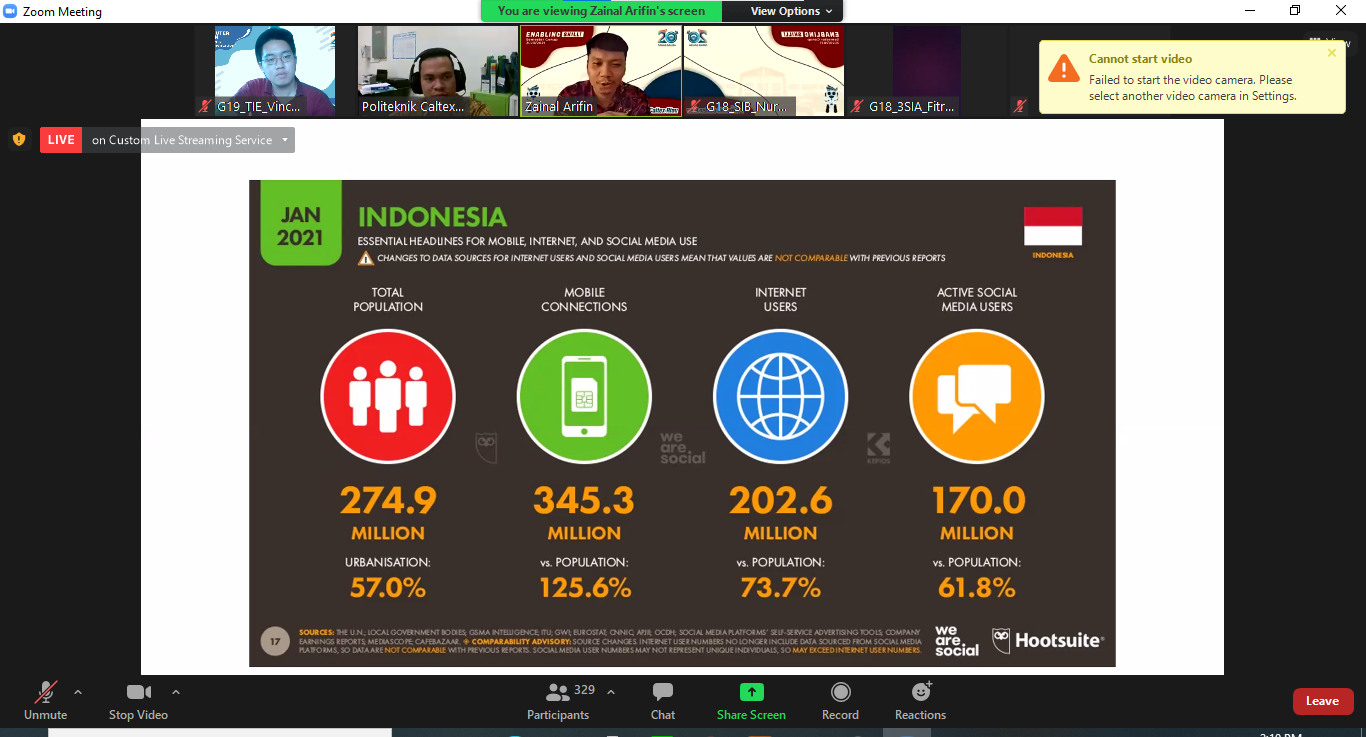 Zoom Meeting
You are viewing Zainal Arifin's screen
View Options
ENABLING SKILL
G19_TIE_Vinc...
Politeknik Caltex...
Zainal Arifin
G18_SIB_Nur...
G18_3SIA_Fitr...
View
Cannot start video
Failed to start the video camera. Please
select another video camera in Settings.
LIVE
on Custom Live Streaming Service
JAN
2021
INDONESIA
ESSENTIAL HEADLINES FOR MOBILE, INTERNET, AND SOCIAL MEDIA USE
CHANGES TO DATA SOURCES FOR INTERNET USERS AND SOCIAL MEDIA USERS MEAN THAT VALUES ARE NOT COMPARABLE WITH PREVIOUS REPORTS
INDONESIA
TOTAL
POPULATION
MOBILE
CONNECTIONS
INTERNET
USERS
ACTIVE SOCIAL
MEDIA USERS
we
are
social
KEPIOS
274.9
MILLION
URBANISATION:
57.0%
345.3
MILLION
vs. POPULATION:
125.6%
202.6
MILLION
vs. POPULATION:
73.7%
170.0
MILLION
vs. POPULATION:
61.8%
17
SOURCES: THE U.N.; LOCAL GOVERNMENT BODIES; GSMA INTELLIGENCE; ITU; GWI; EUROSTAT; CNNIC; APJII; OCDH; SOCIAL MEDIA PLATFORMS' SELF-SERVICE ADVERTISING TOOLS; COMPANY
EARNINGS REPORTS; MEDIASCOPE; CAFEBAZAAR. COMPARABILITY ADVISORY: SOURCE CHANGES. INTERNET USER NUMBERS NO LONGER INCLUDE DATA SOURCED FROM SOCIAL MEDIA
PLATFORMS, SO DATA ARE NOT COMPARABLE WITH PREVIOUS REPORTS. SOCIAL MEDIA USER NUMBERS MAY NOT REPRESENT UNIQUE INDIVIDUALS, SO MAY EXCEED INTERNET USER NUMBERS.
we
are
social
Hootsuite
Unmute
Stop Video
329
Participants
Chat
Share Screen
Record
Reactions
Leave